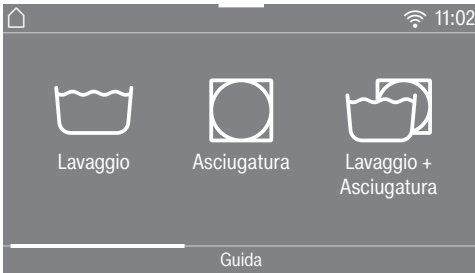 11:02
Lavaggio
Asciugatura
Lavaggio +
Asciugatura
Guida